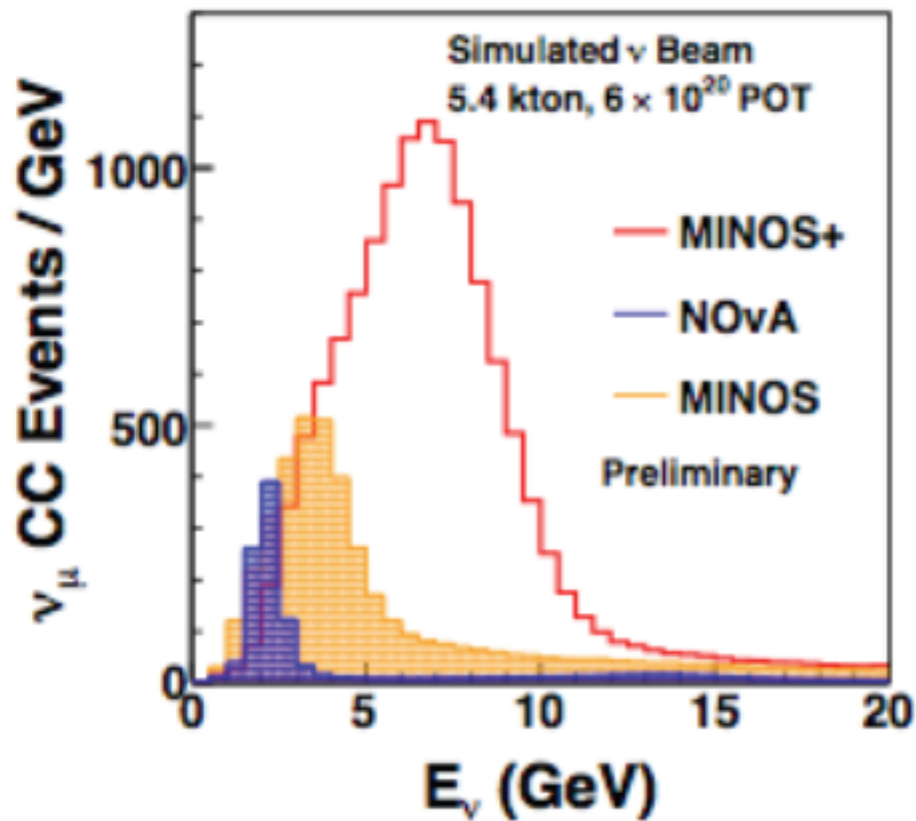 Simulated ν Beam
5.4 kton, 6 × 10²⁰ POT
1000
500
0
ν_μ CC Events / GeV
MINOS+
NOvA
MINOS
Preliminary
0 5 10 15 20
E_ν (GeV)